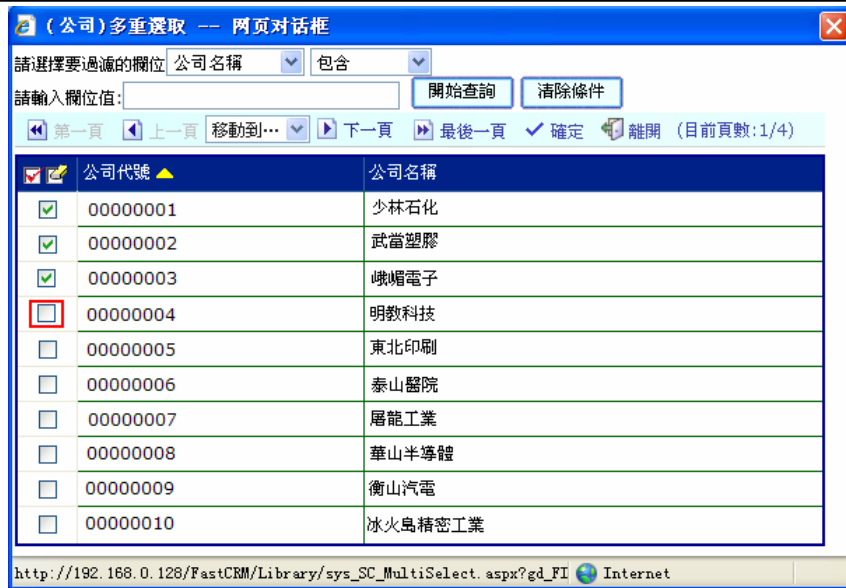 (公司)多重選取 -- 网页对话框
請選擇要過濾的欄位 公司名稱 包含
請輸入欄位值: 開始查詢 清除條件
第一頁 上一頁 移動到… 下一頁 最後一頁 確定 離開 (目前頁數:1/4)
公司代號 公司名稱
00000001 少林石化
00000002 武當塑膠
00000003 峨嵋電子
00000004 明教科技
00000005 東北印刷
00000006 泰山醫院
00000007 屠龍工業
00000008 華山半導體
00000009 衡山汽電
00000010 冰火島精密工業
http://192.168.0.128/FastCRM/Library/sys_SC_MultiSelect.aspx?gd_FI Internet